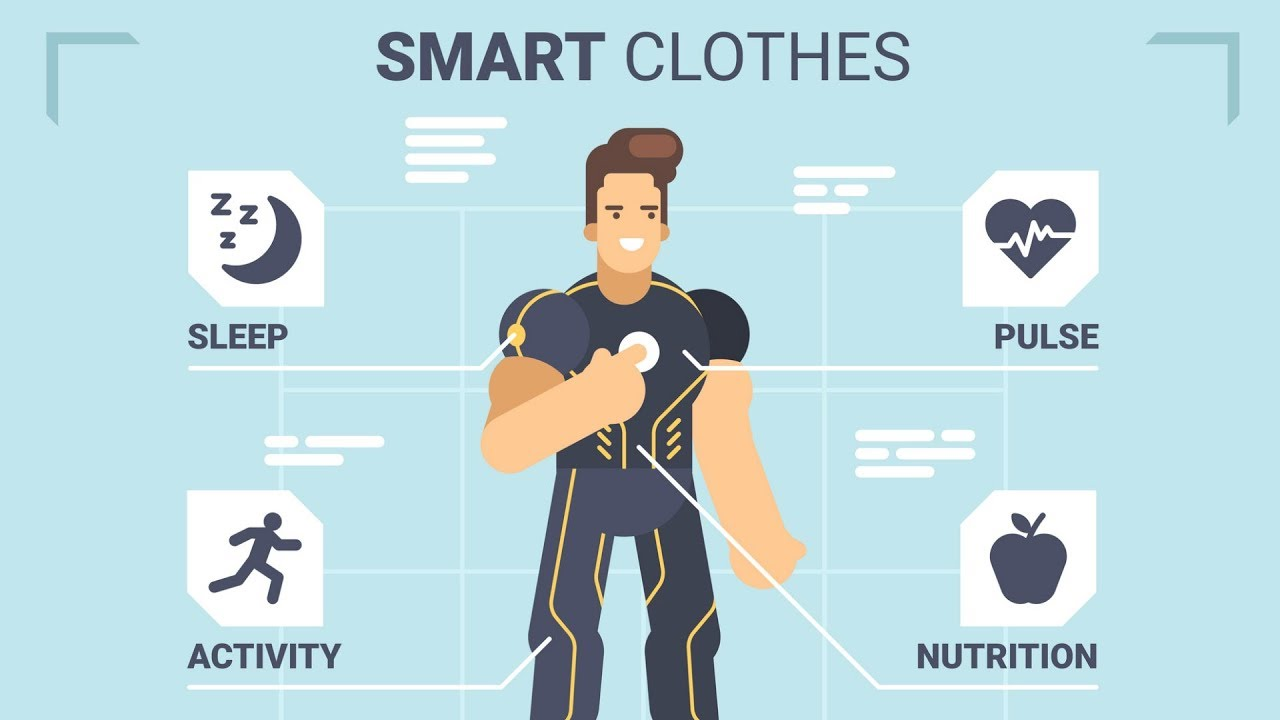 SMART CLOTHES
z z
z
SLEEP
PULSE
ACTIVITY
NUTRITION